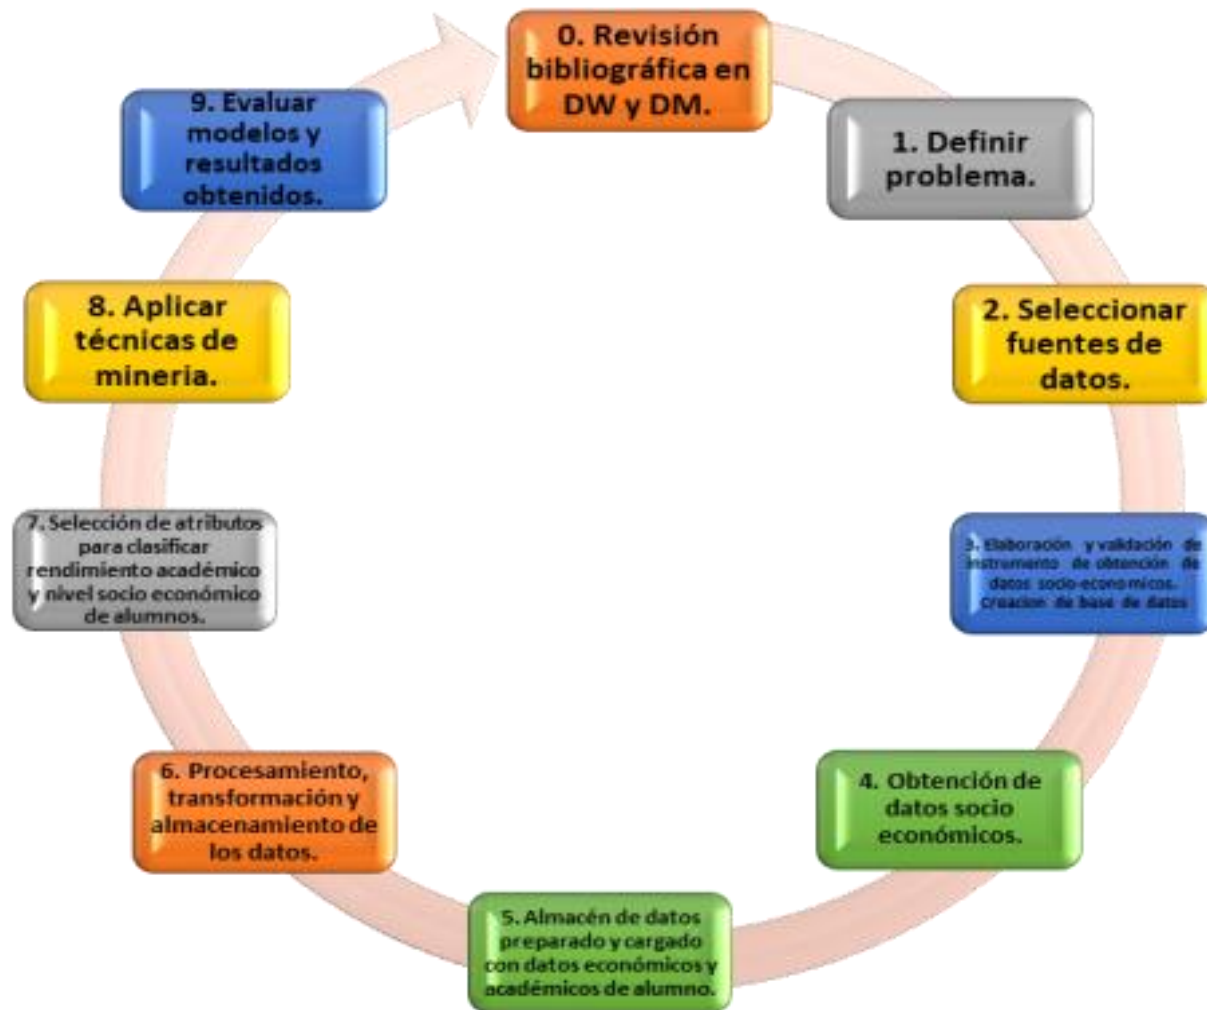 0. Revisión
bibliográfica en
DW y DM.
1. Definir
problema.
2. Seleccionar
fuentes de
datos.
3. Elaboración y validación de
instrumento de obtención de
datos socio-economicos.
Creacion de base de datos
4. Obtención de
datos socio
económicos.
5. Almacén de datos
preparado y cargado
con datos económicos y
académicos de alumno.
6. Procesamiento,
transformación y
almacenamiento de
los datos.
7. Selección de atributos
para clasificar
rendimiento académico
y nivel socio económico
de alumnos.
8. Aplicar
técnicas de
mineria.
9. Evaluar
modelos y
resultados
obtenidos.